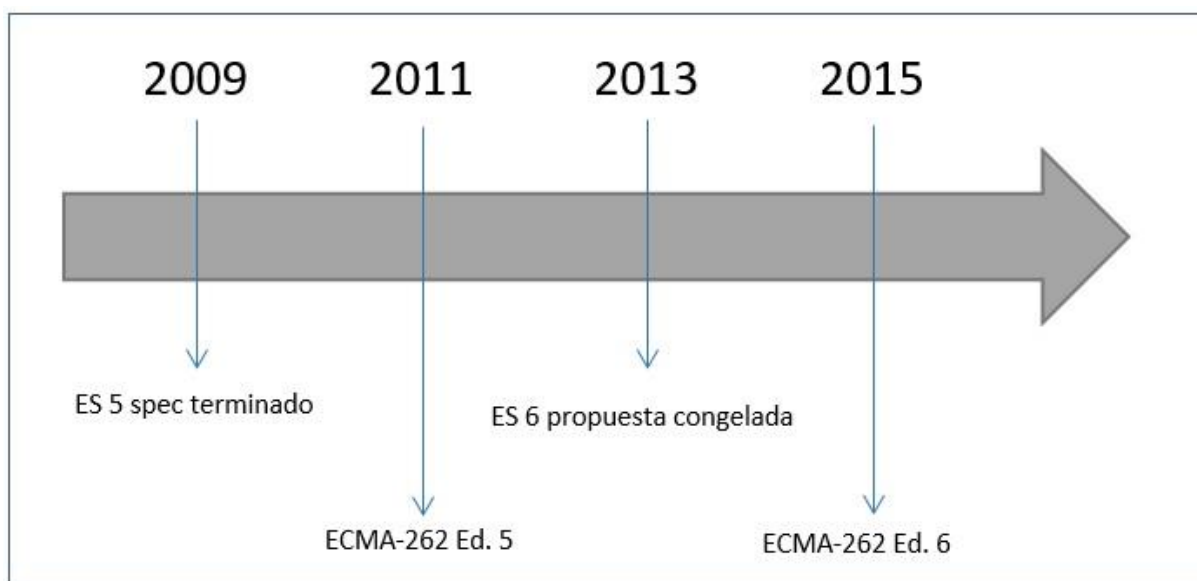 2009
2011
2013
2015
ES 5 spec terminado
ES 6 propuesta congelada
ECMA-262 Ed. 5
ECMA-262 Ed. 6